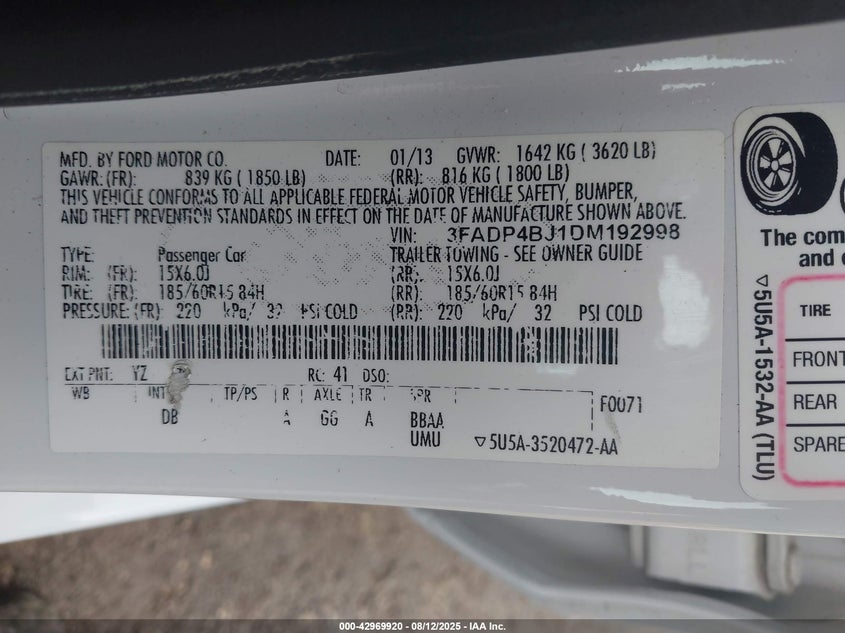 MFD. BY FORD MOTOR CO. DATE: 01/13 GVWR: 1642 KG ( 3620 LB)
GAWR: (FR): 839 KG ( 1850 LB) (RR): 816 KG ( 1800 LB)
THIS VEHICLE CONFORMS TO ALL APPLICABLE FEDERAL MOTOR VEHICLE SAFETY, BUMPER,
AND THEFT PREVENTION STANDARDS IN EFFECT ON THE DATE OF MANUFACTURE SHOWN ABOVE.
VIN: 3FADP4BJ1DM192998
TYPE: Passenger Car TRAILER TOWING - SEE OWNER GUIDE
RIM: (FR): 15X6.0J (RR): 15X6.0J
TIRE: (FR): 185/60R15 84H (RR): 185/60R15 84H
PRESSURE: (FR): 220 kPa/ 32 PSI COLD (RR): 220 kPa/ 32 PSI COLD
EXT PNT: YZ RC: 41 DSO:
WB INT TP/PS R AXLE TR SPR F0071
DB A GG A BBAA
UMU ▽5U5A-3520472-AA
The com
and
▽5U5A-1532-AA (TLU)
TIRE
FRONT
REAR
SPARE
000-42969920 - 08/12/2025 - IAA Inc.